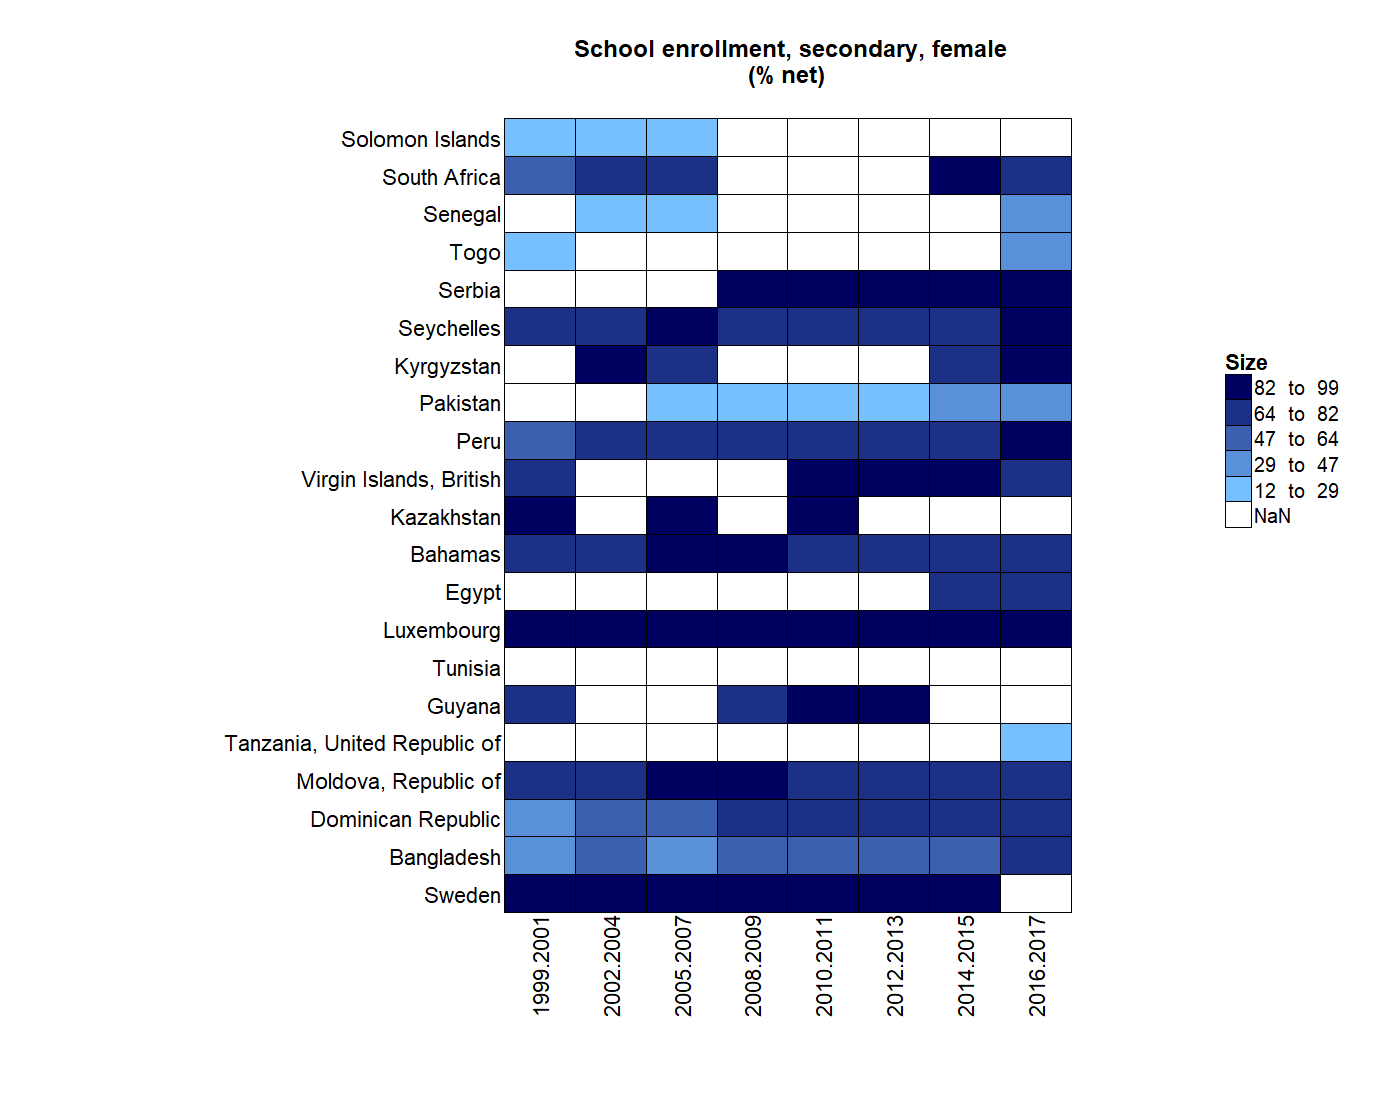 School enrollment, secondary, female
(% net)
Solomon Islands
South Africa
Senegal
Togo
Serbia
Seychelles
Kyrgyzstan
Pakistan
Peru
Virgin Islands, British
Kazakhstan
Bahamas
Egypt
Luxembourg
Tunisia
Guyana
Tanzania, United Republic of
Moldova, Republic of
Dominican Republic
Bangladesh
Sweden
1999.2001
2002.2004
2005.2007
2008.2009
2010.2011
2012.2013
2014.2015
2016.2017
Size
82 to 99
64 to 82
47 to 64
29 to 47
12 to 29
NaN